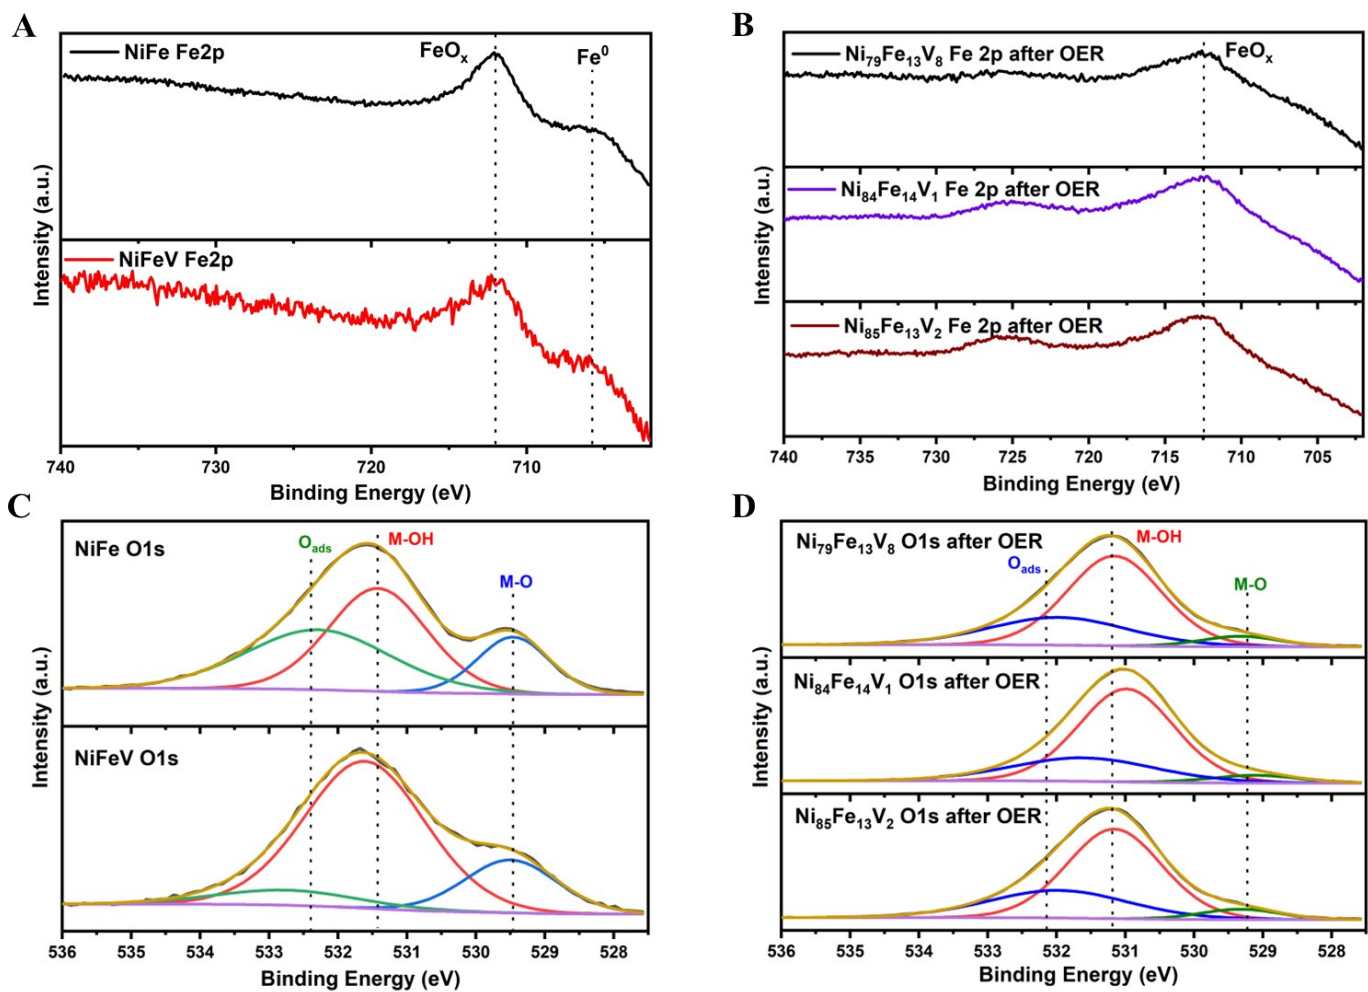 A
NiFe Fe2p
FeOₓ
Fe⁰
NiFeV Fe2p
Intensity (a.u.)
740 730 720 710
Binding Energy (eV)
B
Ni₇₉Fe₁₃V₈ Fe 2p after OER
FeOₓ
Ni₈₄Fe₁₄V₁ Fe 2p after OER
Ni₈₅Fe₁₃V₂ Fe 2p after OER
Intensity (a.u.)
740 735 730 725 720 715 710 705
Binding Energy (eV)
C
NiFe O1s
Oₐdₛ
M-OH
M-O
NiFeV O1s
Intensity (a.u.)
536 535 534 533 532 531 530 529 528
Binding Energy (eV)
D
Ni₇₉Fe₁₃V₈ O1s after OER
Oₐdₛ
M-OH
M-O
Ni₈₄Fe₁₄V₁ O1s after OER
Ni₈₅Fe₁₃V₂ O1s after OER
Intensity (a.u.)
536 535 534 533 532 531 530 529 528
Binding Energy (eV)